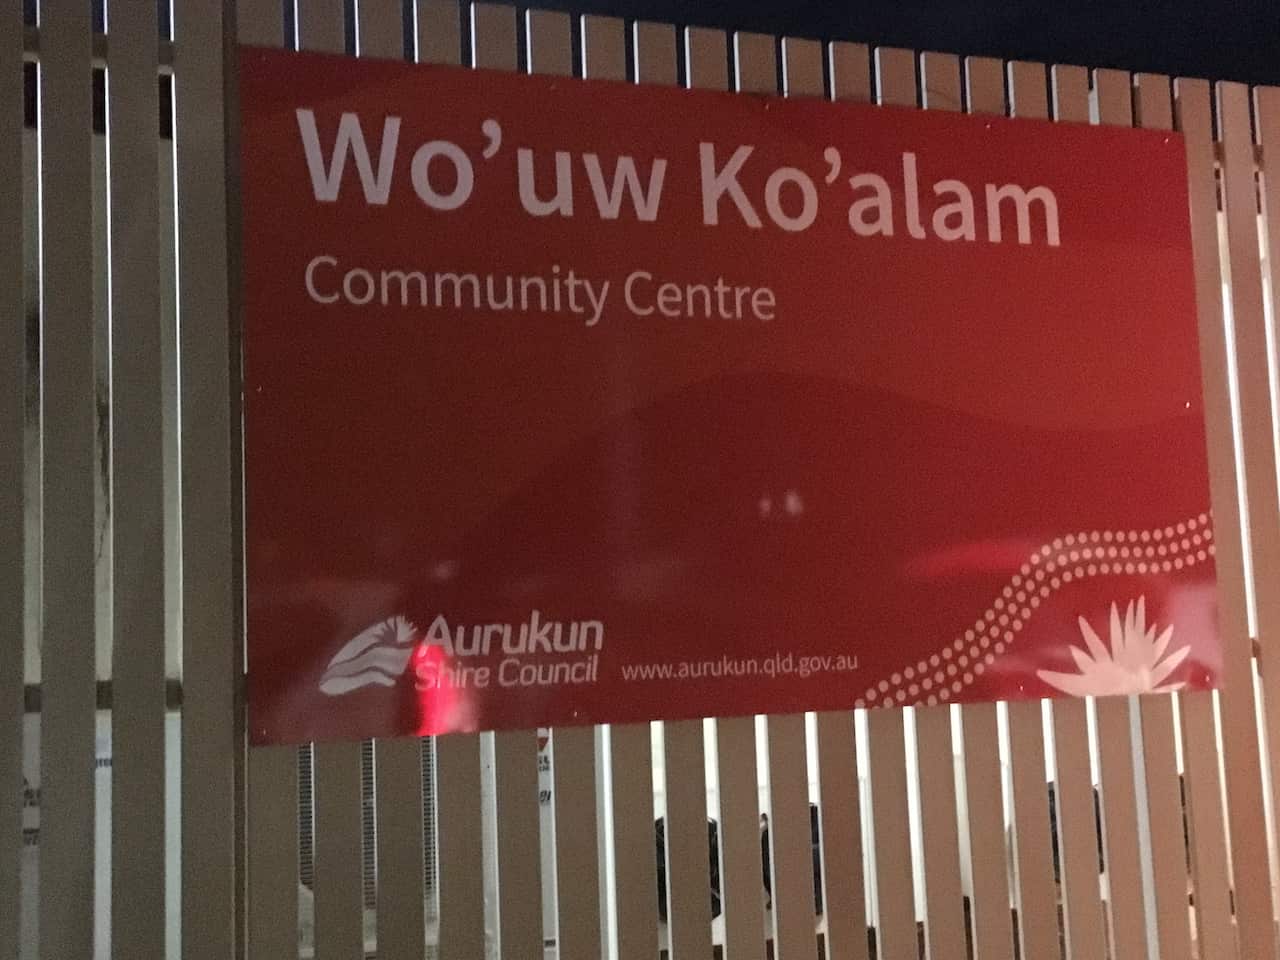 Wo’uw Ko’alam
Community Centre
Aurukun
Shire Council
www.aurukun.qld.gov.au